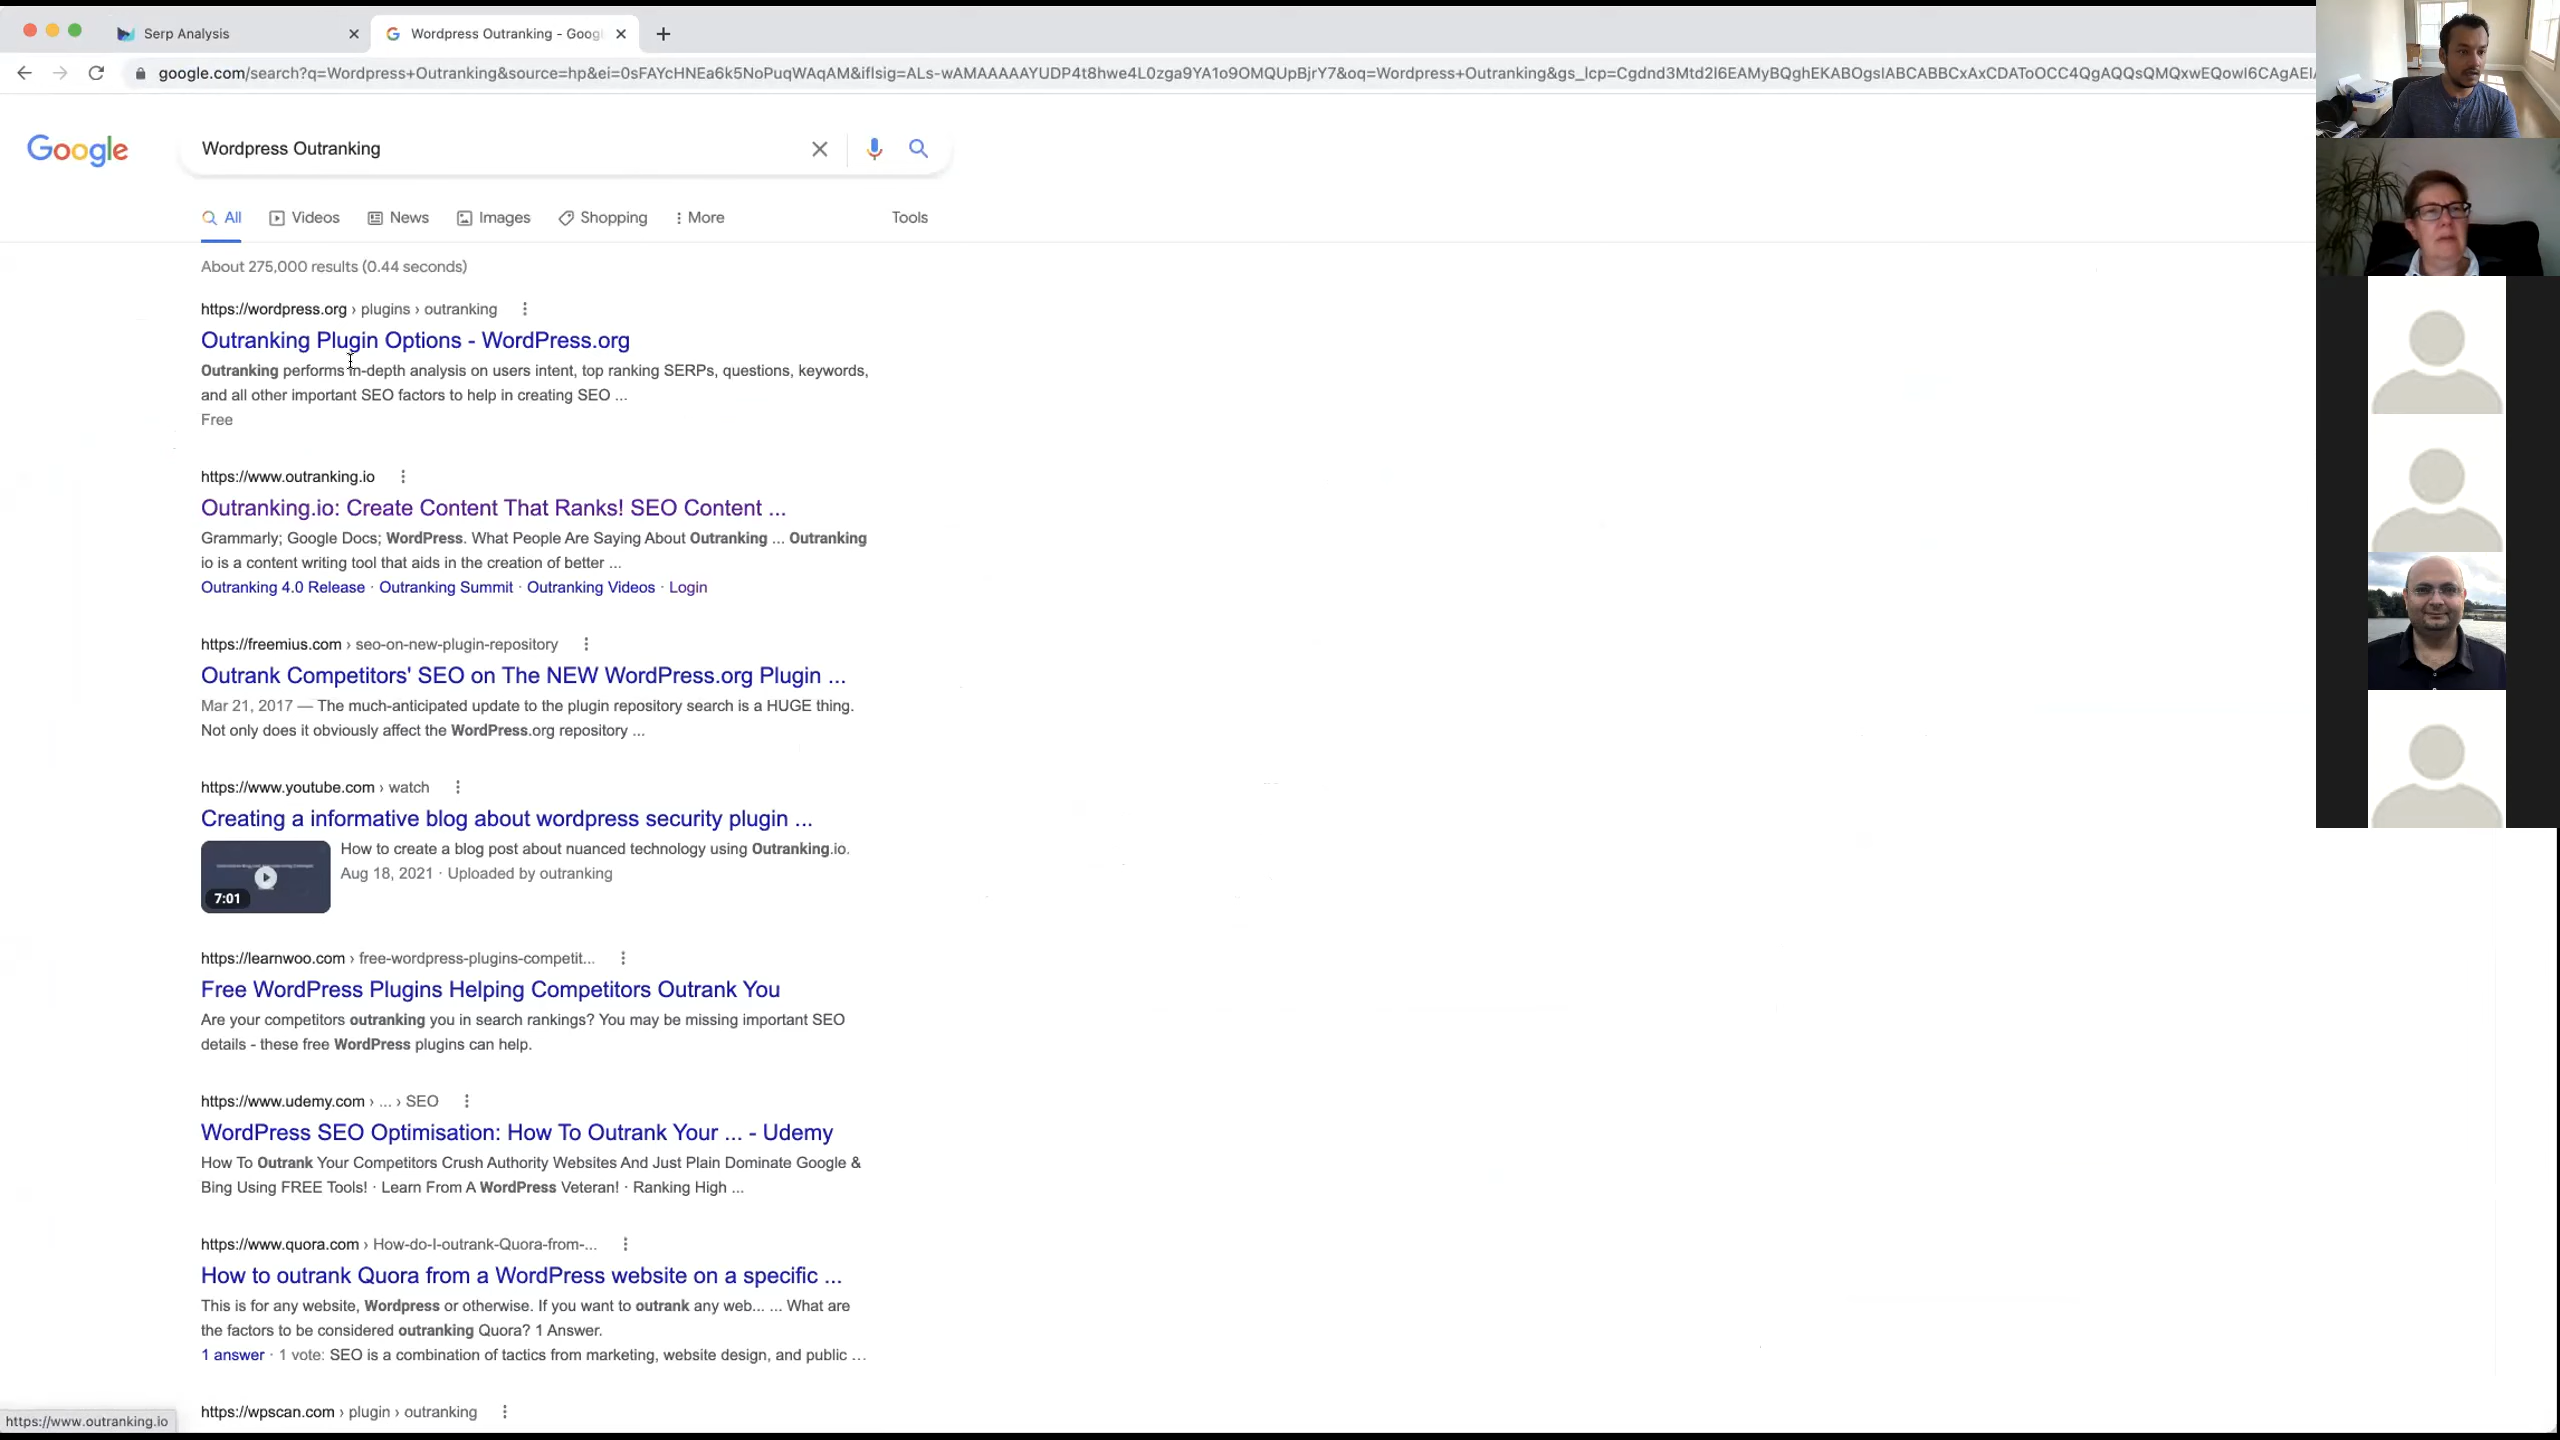 Serp Analysis
Wordpress Outranking - Googl
google.com/search?q=Wordpress+Outranking&source=hp&ei=0sFAYcHNEa6k5NoPuqWAqAM&iflsig=ALs-wAMAAAAAYUDP4t8hwe4L0zga9YA1o9OMQUpBjrY7&oq=Wordpress+Outranking&gs_lcp=Cgdnd3Mtd2l6EAMyBQghEKABOgsIABCABBCxAxCDAToOCC4QgAQQsQMQxwEQowI6CAgAEI
Google
Wordpress Outranking
All
Videos
News
Images
Shopping
More
Tools
About 275,000 results (0.44 seconds)
https://wordpress.org › plugins › outranking
Outranking Plugin Options - WordPress.org
Outranking performs in-depth analysis on users intent, top ranking SERPs, questions, keywords,
and all other important SEO factors to help in creating SEO ...
Free
https://www.outranking.io
Outranking.io: Create Content That Ranks! SEO Content ...
Grammarly; Google Docs; WordPress. What People Are Saying About Outranking ... Outranking
io is a content writing tool that aids in the creation of better ...
Outranking 4.0 Release · Outranking Summit · Outranking Videos · Login
https://freemius.com › seo-on-new-plugin-repository
Outrank Competitors' SEO on The NEW WordPress.org Plugin ...
Mar 21, 2017 — The much-anticipated update to the plugin repository search is a HUGE thing.
Not only does it obviously affect the WordPress.org repository ...
https://www.youtube.com › watch
Creating a informative blog about wordpress security plugin ...
How to create a blog post about nuanced technology using Outranking.io.
Aug 18, 2021 · Uploaded by outranking
7:01
https://learnwoo.com › free-wordpress-plugins-competit...
Free WordPress Plugins Helping Competitors Outrank You
Are your competitors outranking you in search rankings? You may be missing important SEO
details - these free WordPress plugins can help.
https://www.udemy.com › ... › SEO
WordPress SEO Optimisation: How To Outrank Your ... - Udemy
How To Outrank Your Competitors Crush Authority Websites And Just Plain Dominate Google &
Bing Using FREE Tools! · Learn From A WordPress Veteran! · Ranking High ...
https://www.quora.com › How-do-I-outrank-Quora-from-...
How to outrank Quora from a WordPress website on a specific ...
This is for any website, Wordpress or otherwise. If you want to outrank any web... ... What are
the factors to be considered outranking Quora? 1 Answer.
1 answer · 1 vote: SEO is a combination of tactics from marketing, website design, and public ...
https://wpscan.com › plugin › outranking
https://www.outranking.io